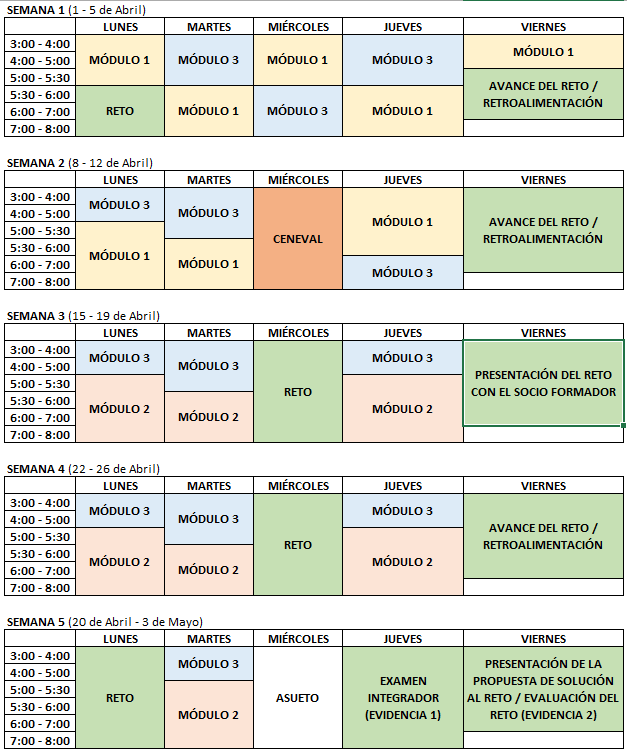 SEMANA 1 (1 - 5 de Abril)
LUNES MARTES MIÉRCOLES JUEVES VIERNES
3:00 - 4:00
4:00 - 5:00
5:00 - 5:30
5:30 - 6:00
6:00 - 7:00
7:00 - 8:00
MÓDULO 1
RETO
MÓDULO 3
MÓDULO 1
MÓDULO 1
MÓDULO 3
MÓDULO 3
MÓDULO 1
MÓDULO 1
AVANCE DEL RETO /
RETROALIMENTACIÓN
SEMANA 2 (8 - 12 de Abril)
LUNES MARTES MIÉRCOLES JUEVES VIERNES
3:00 - 4:00
4:00 - 5:00
5:00 - 5:30
5:30 - 6:00
6:00 - 7:00
7:00 - 8:00
MÓDULO 3
MÓDULO 1
MÓDULO 3
MÓDULO 1
CENEVAL
MÓDULO 1
MÓDULO 3
AVANCE DEL RETO /
RETROALIMENTACIÓN
SEMANA 3 (15 - 19 de Abril)
LUNES MARTES MIÉRCOLES JUEVES VIERNES
3:00 - 4:00
4:00 - 5:00
5:00 - 5:30
5:30 - 6:00
6:00 - 7:00
7:00 - 8:00
MÓDULO 3
MÓDULO 2
MÓDULO 3
MÓDULO 2
RETO
MÓDULO 3
MÓDULO 2
PRESENTACIÓN DEL RETO
CON EL SOCIO FORMADOR
SEMANA 4 (22 - 26 de Abril)
LUNES MARTES MIÉRCOLES JUEVES VIERNES
3:00 - 4:00
4:00 - 5:00
5:00 - 5:30
5:30 - 6:00
6:00 - 7:00
7:00 - 8:00
MÓDULO 3
MÓDULO 2
MÓDULO 3
MÓDULO 2
RETO
MÓDULO 3
MÓDULO 2
AVANCE DEL RETO /
RETROALIMENTACIÓN
SEMANA 5 (20 de Abril - 3 de Mayo)
LUNES MARTES MIÉRCOLES JUEVES VIERNES
3:00 - 4:00
4:00 - 5:00
5:00 - 5:30
5:30 - 6:00
6:00 - 7:00
7:00 - 8:00
RETO
MÓDULO 3
MÓDULO 2
ASUETO
EXAMEN
INTEGRADOR
(EVIDENCIA 1)
PRESENTACIÓN DE LA
PROPUESTA DE SOLUCIÓN
AL RETO / EVALUACIÓN DEL
RETO (EVIDENCIA 2)